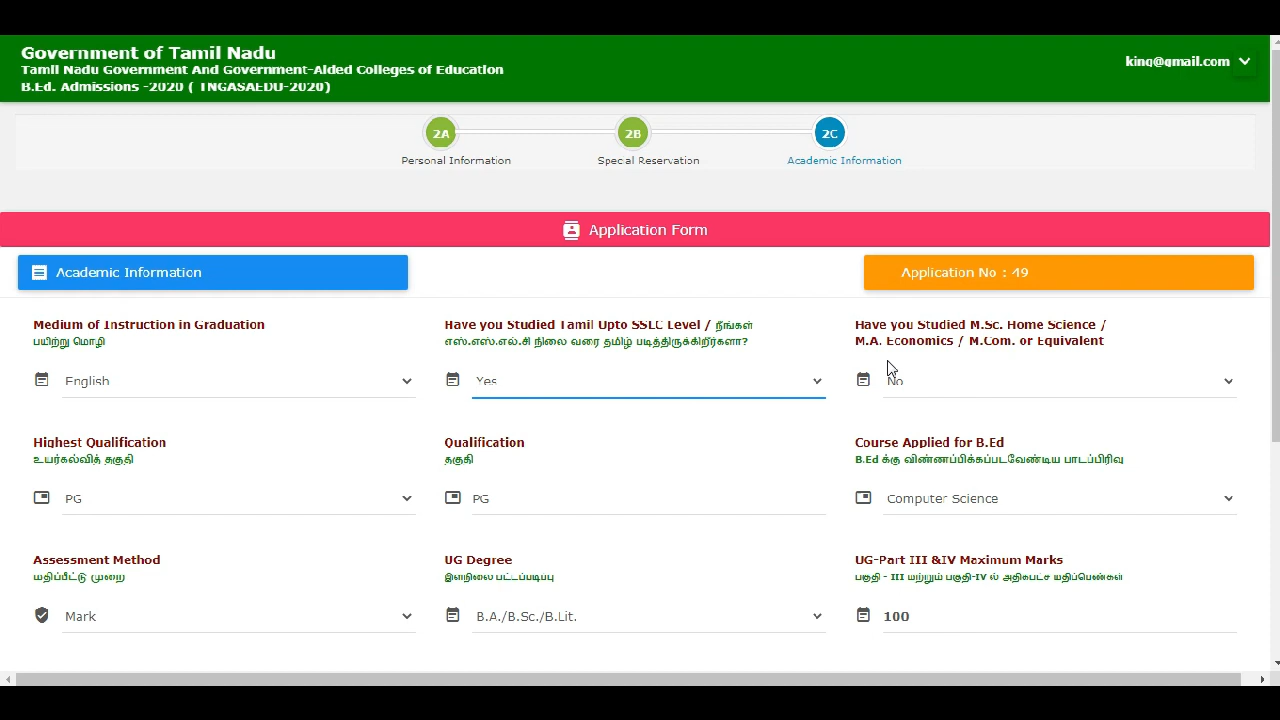 Government of Tamil Nadu
Tamil Nadu Government And Government-Aided Colleges of Education
B.Ed. Admissions -2020 ( TNGASAEDU-2020)
king@gmail.com
2A
2B
2C
Personal Information
Special Reservation
Academic Information
Application Form
Academic Information
Application No : 49
Medium of Instruction in Graduation
பயிற்று மொழி
Have you Studied Tamil Upto SSLC Level / நீங்கள்
எஸ்.எஸ்.எல்.சி நிலை வரை தமிழ் படித்திருக்கிறீர்களா?
Have you Studied M.Sc. Home Science /
M.A. Economics / M.Com. or Equivalent
English
Yes
No
Highest Qualification
உயர்கல்வித் தகுதி
Qualification
தகுதி
Course Applied for B.Ed
B.Ed க்கு விண்ணப்பிக்கப்படவேண்டிய பாடப்பிரிவு
PG
PG
Computer Science
Assessment Method
மதிப்பீட்டு முறை
UG Degree
இளநிலை பட்டப்படிப்பு
UG-Part III &IV Maximum Marks
பகுதி - III மற்றும் பகுதி-IV ல் அதிகபட்ச மதிப்பெண்கள்
Mark
B.A./B.Sc./B.Lit.
100